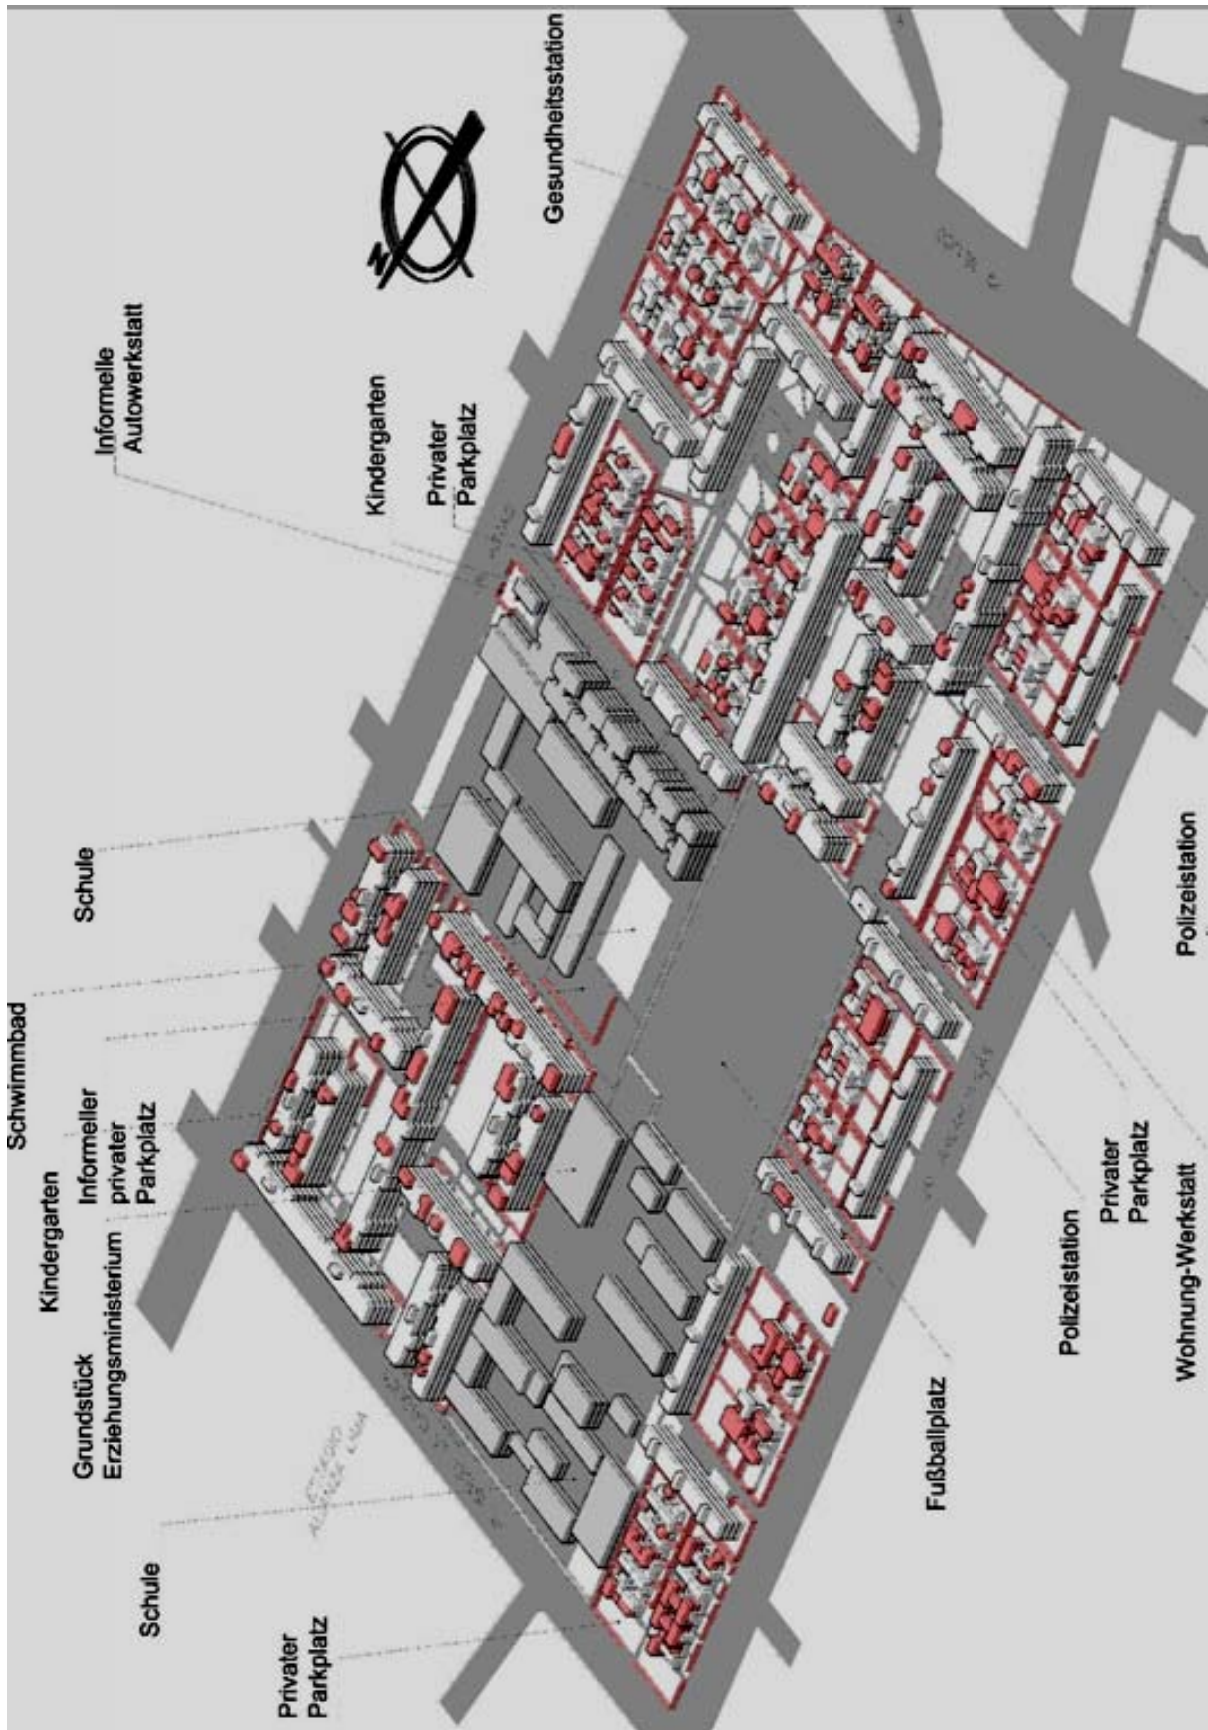 Schwimmbad
Kindergarten
Grundstück
Erziehungsministerium
Informeller
privater
Parkplatz
Schule
Informelle
Autowerkstatt
Schule
Privater
Parkplatz
Kindergarten
Privater
Parkplatz
N
Gesundheitsstation
Fußballplatz
Polizeistation
Privater
Parkplatz
Wohnung-Werkstatt
Polizeistation